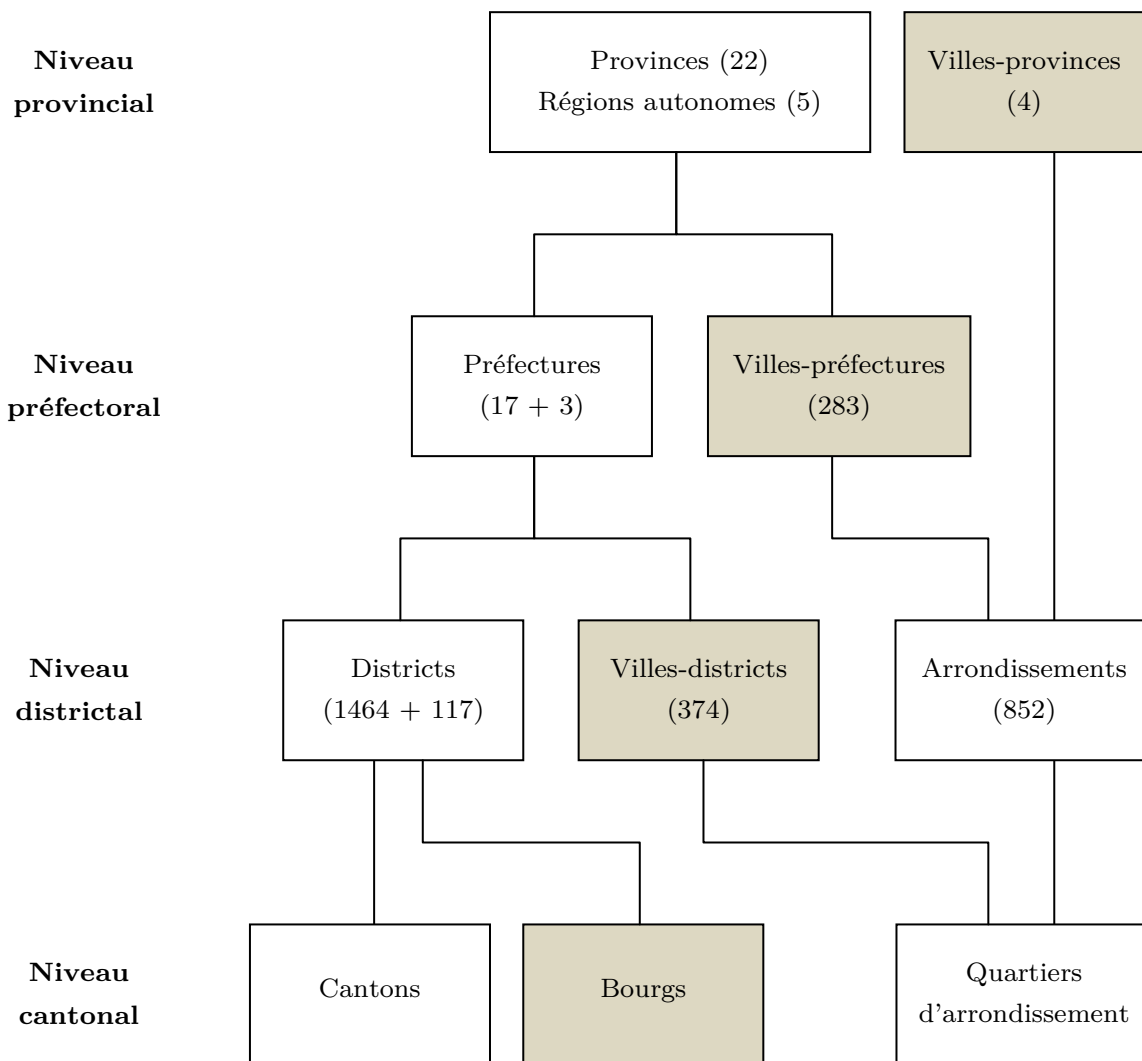 Niveau
provincial
Provinces (22)
Régions autonomes (5)
Villes-provinces
(4)
Niveau
préfectoral
Préfectures
(17 + 3)
Villes-préfectures
(283)
Niveau
districtal
Districts
(1464 + 117)
Villes-districts
(374)
Arrondissements
(852)
Niveau
cantonal
Cantons
Bourgs
Quartiers
d'arrondissement